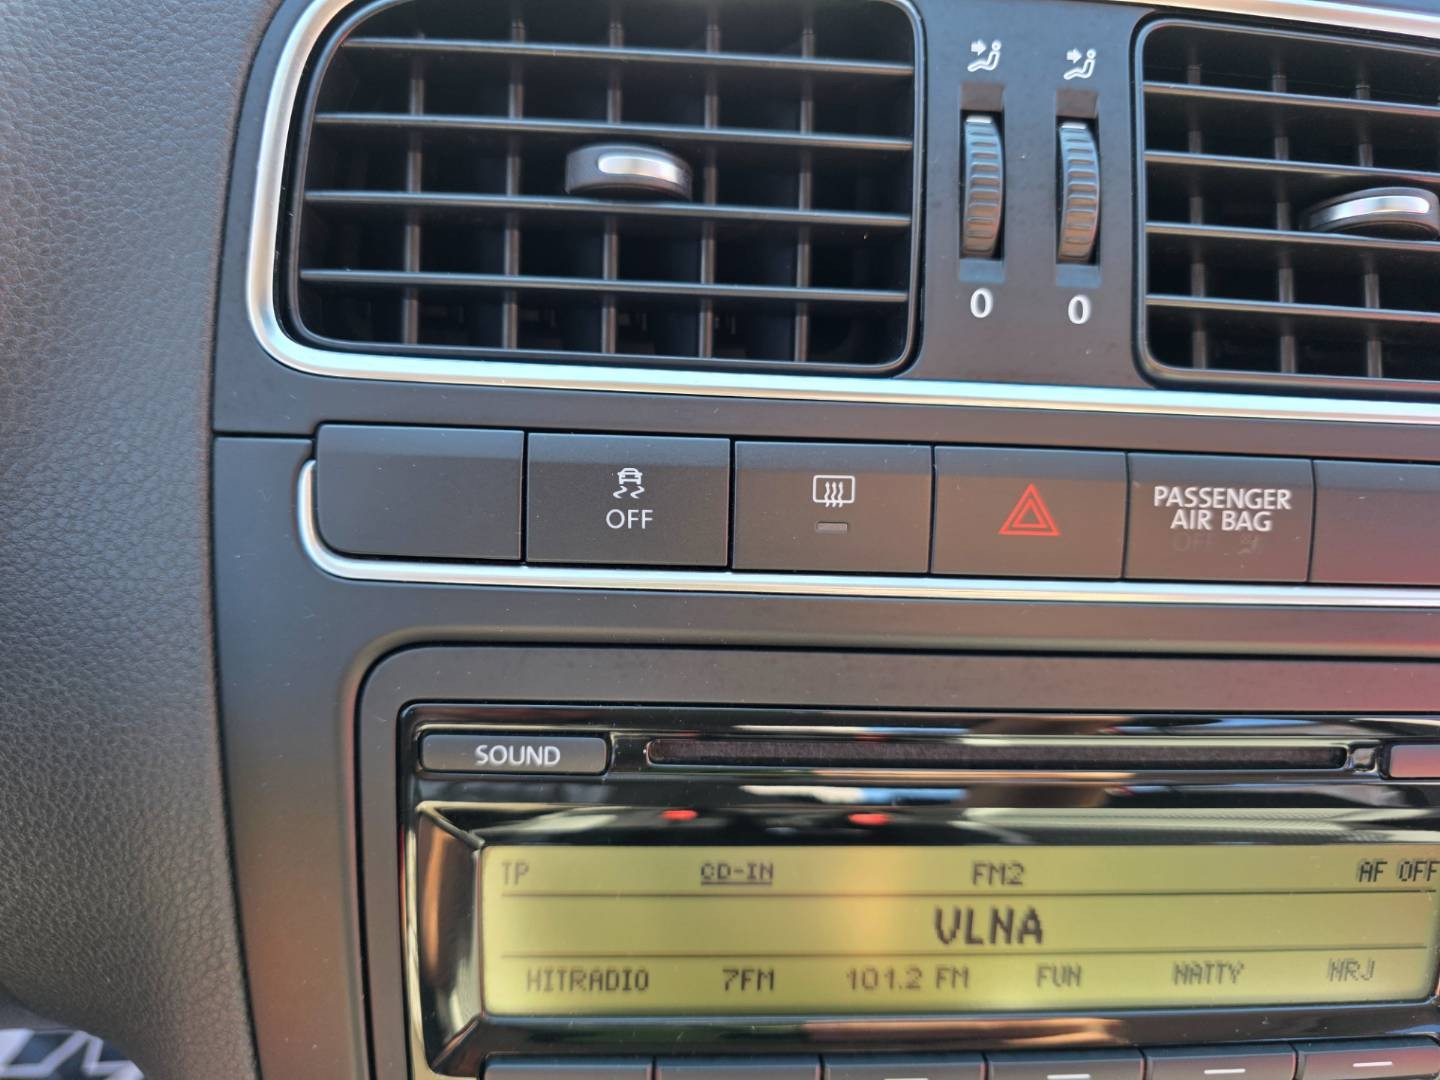 0 0
OFF
PASSENGER
AIR BAG
OFF
SOUND
TP CD-IN FM2 AF OFF
VLNA
HITRADIO 7FM 101.2 FM FUN NATTY NRJ